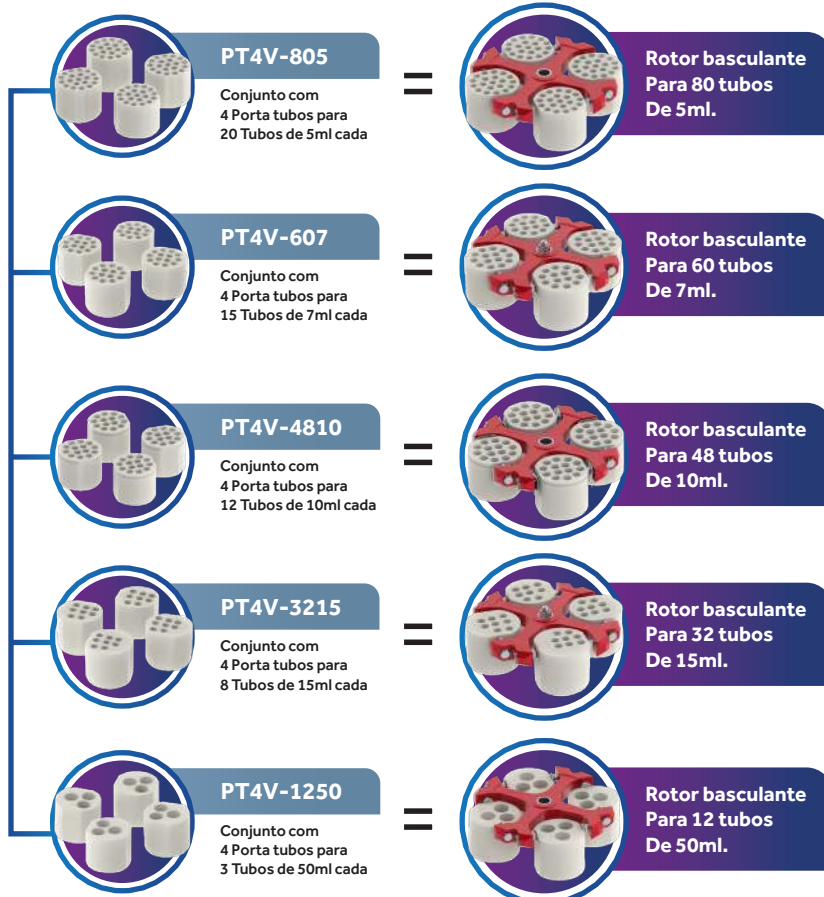 PT4V-805
Conjunto com
4 Porta tubos para
20 Tubos de 5ml cada
=
Rotor basculante
Para 80 tubos
De 5ml.
PT4V-607
Conjunto com
4 Porta tubos para
15 Tubos de 7ml cada
=
Rotor basculante
Para 60 tubos
De 7ml.
PT4V-4810
Conjunto com
4 Porta tubos para
12 Tubos de 10ml cada
=
Rotor basculante
Para 48 tubos
De 10ml.
PT4V-3215
Conjunto com
4 Porta tubos para
8 Tubos de 15ml cada
=
Rotor basculante
Para 32 tubos
De 15ml.
PT4V-1250
Conjunto com
4 Porta tubos para
3 Tubos de 50ml cada
=
Rotor basculante
Para 12 tubos
De 50ml.